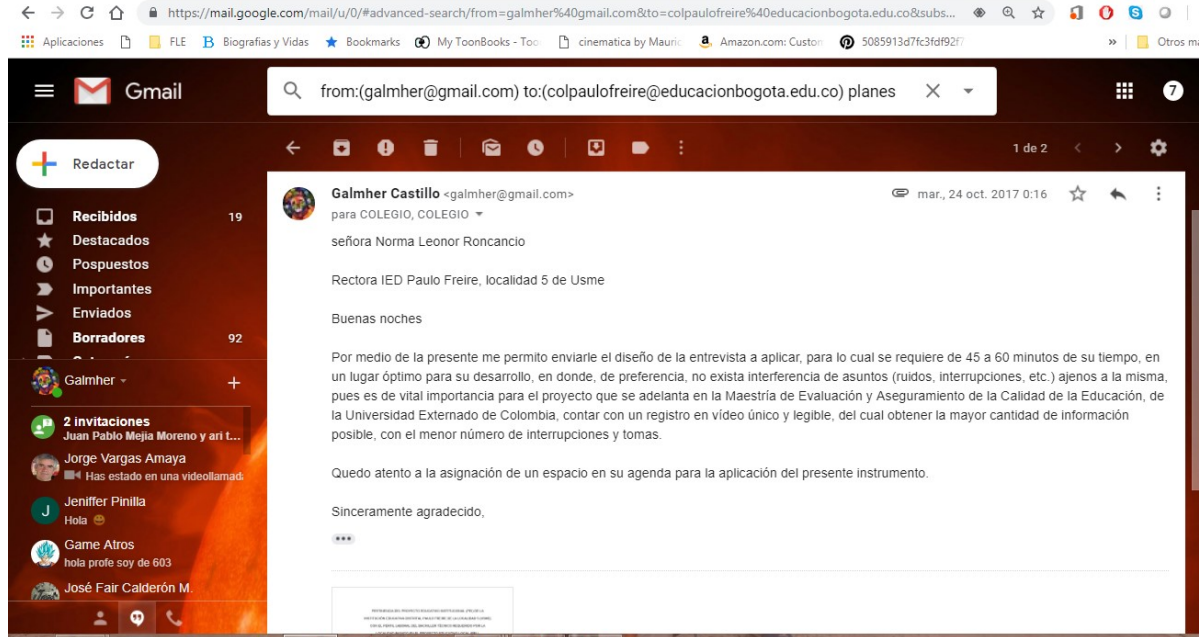 https://mail.google.com/mail/u/0/#advanced-search/from=galmher%40gmail.com&to=colpaulofreire%40educacionbogota.edu.co&subs...
Aplicaciones FLE Biografias y Vidas Bookmarks My ToonBooks - Too cinematica by Mauric Amazon.com: Custom 5085913d7fc3fdf92f7 » Otros ma
Gmail
from:(galmher@gmail.com) to:(colpaulofreire@educacionbogota.edu.co) planes
7
Redactar
1 de 2
Recibidos 19
Destacados
Pospuestos
Importantes
Enviados
Borradores 92
Galmher
2 invitaciones
Juan Pablo Mejia Moreno y ari t...
Jorge Vargas Amaya
Has estado en una videollamada
J
Jeniffer Pinilla
Hola
Game Atros
hola profe soy de 603
José Fair Calderón M.
Galmher Castillo <galmher@gmail.com>
mar., 24 oct. 2017 0:16
para COLEGIO, COLEGIO
señora Norma Leonor Roncancio
Rectora IED Paulo Freire, localidad 5 de Usme
Buenas noches
Por medio de la presente me permito enviarle el diseño de la entrevista a aplicar, para lo cual se requiere de 45 a 60 minutos de su tiempo, en
un lugar óptimo para su desarrollo, en donde, de preferencia, no exista interferencia de asuntos (ruidos, interrupciones, etc.) ajenos a la misma,
pues es de vital importancia para el proyecto que se adelanta en la Maestría de Evaluación y Aseguramiento de la Calidad de la Educación, de
la Universidad Externado de Colombia, contar con un registro en vídeo único y legible, del cual obtener la mayor cantidad de información
posible, con el menor número de interrupciones y tomas.
Quedo atento a la asignación de un espacio en su agenda para la aplicación del presente instrumento.
Sinceramente agradecido,